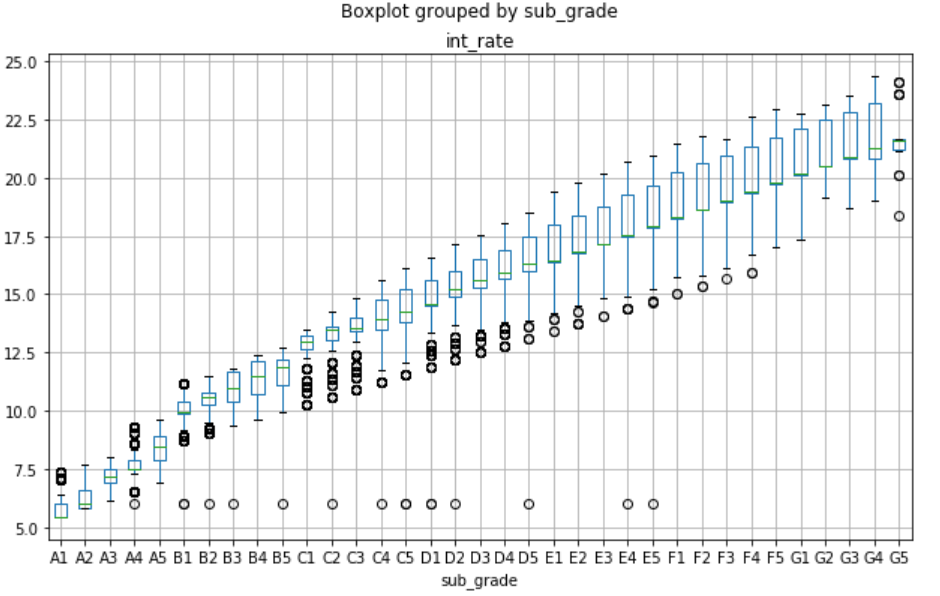 Boxplot grouped by sub_grade
int_rate
25.0
22.5
20.0
17.5
15.0
12.5
10.0
7.5
5.0
A1 A2 A3 A4 A5 B1 B2 B3 B4 B5 C1 C2 C3 C4 C5 D1 D2 D3 D4 D5 E1 E2 E3 E4 E5 F1 F2 F3 F4 F5 G1 G2 G3 G4 G5
sub_grade